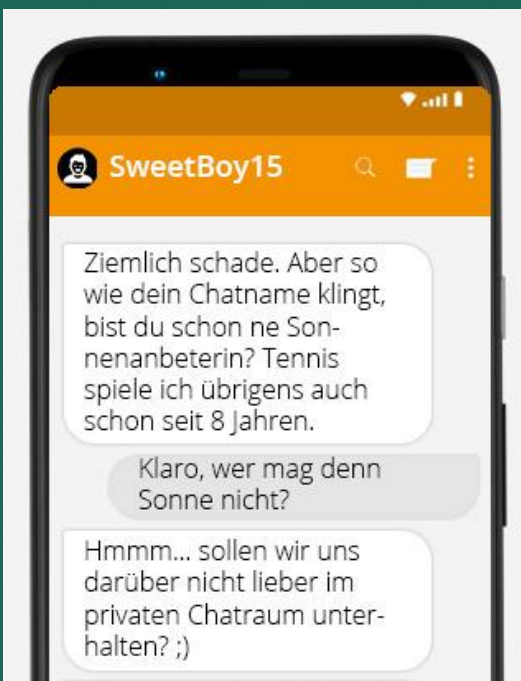 SweetBoy15
Ziemlich schade. Aber so
wie dein Chatname klingt,
bist du schon ne Son-
nenanbeterin? Tennis
spiele ich übrigens auch
schon seit 8 Jahren.
Klaro, wer mag denn
Sonne nicht?
Hmmm... sollen wir uns
darüber nicht lieber im
privaten Chatraum unter-
halten? ;)